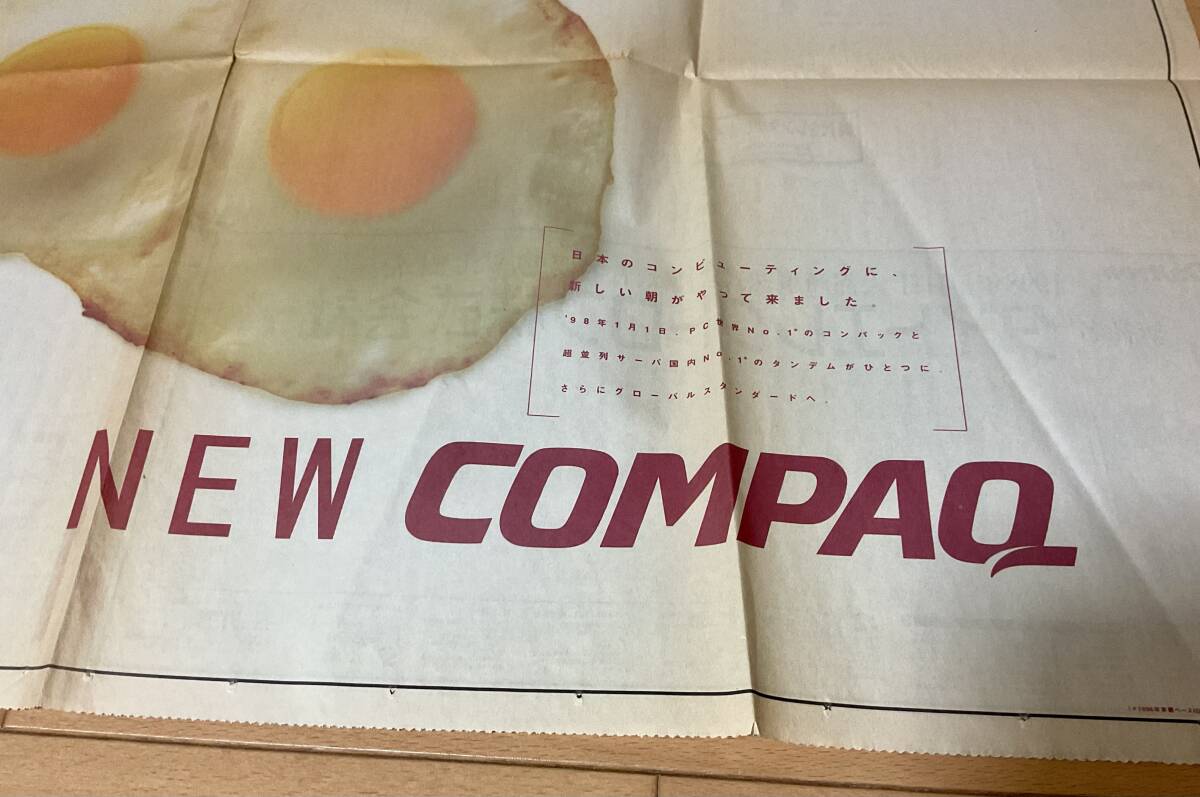 日本のコンピューティングに、
新しい朝がやって来ました。
'98年1月1日、PC世界No.1*のコンパックと
超並列サーバ国内No.1*のタンデムがひとつに。
さらにグローバルスタンダードへ。
NEW COMPAQ